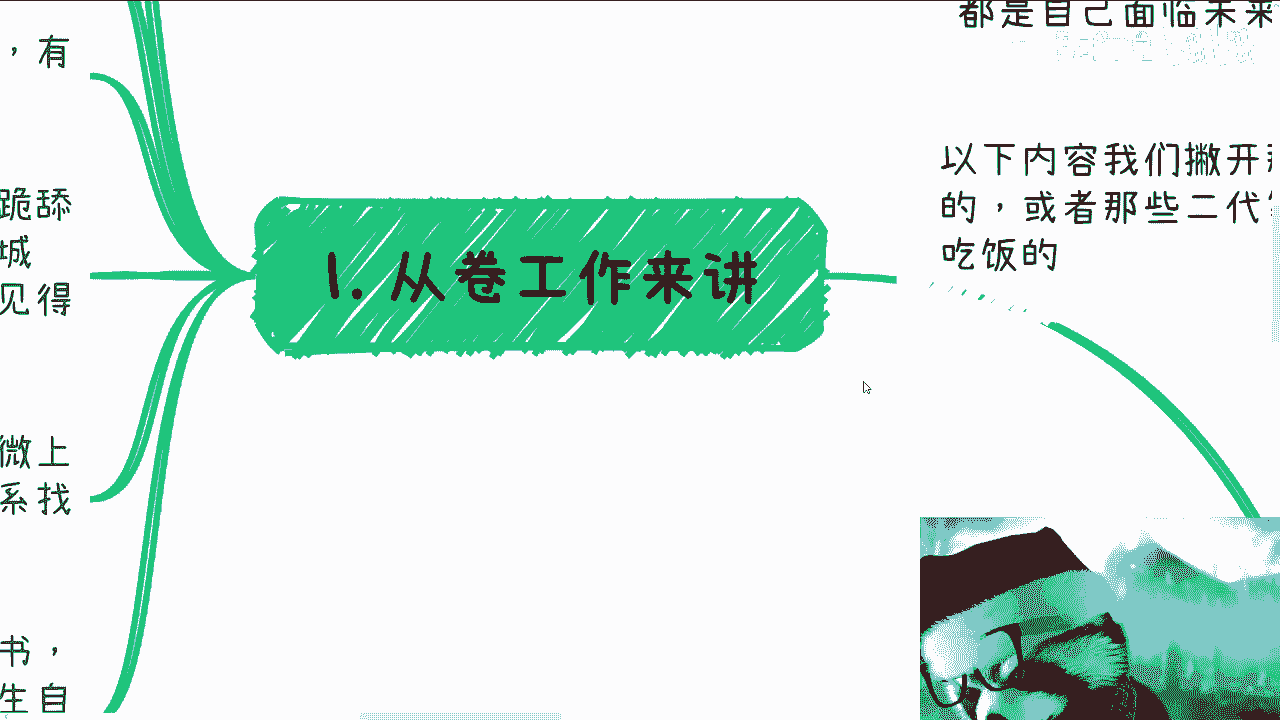 ，有
跪舔
城
见得
微上
系找
书，
生自
1. 从卷工作来讲
都是自己面临未来
以下内容我们撇开
的，或者那些二代
吃饭的